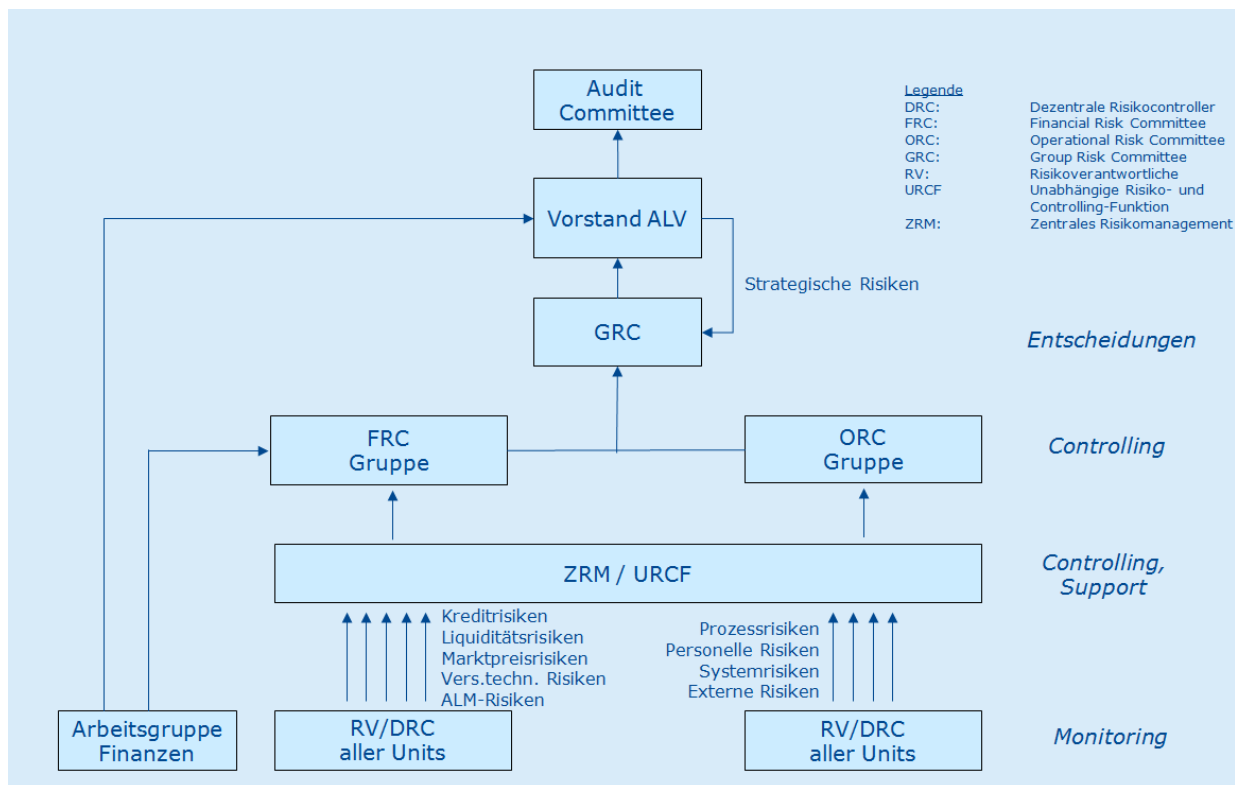 Audit
Committee
Legende
DRC: Dezentrale Risikocontroller
FRC: Financial Risk Committee
ORC: Operational Risk Committee
GRC: Group Risk Committee
RV: Risikoverantwortliche
URCF Unabhängige Risiko- und
Controlling-Funktion
ZRM: Zentrales Risikomanagement
Vorstand ALV
Strategische Risiken
GRC
Entscheidungen
FRC
Gruppe
ORC
Gruppe
Controlling
ZRM / URCF
Controlling,
Support
Kreditrisiken
Liquiditätsrisiken
Marktpreisrisiken
Vers.techn. Risiken
ALM-Risiken
Prozessrisiken
Personelle Risiken
Systemrisiken
Externe Risiken
Arbeitsgruppe
Finanzen
RV/DRC
aller Units
RV/DRC
aller Units
Monitoring